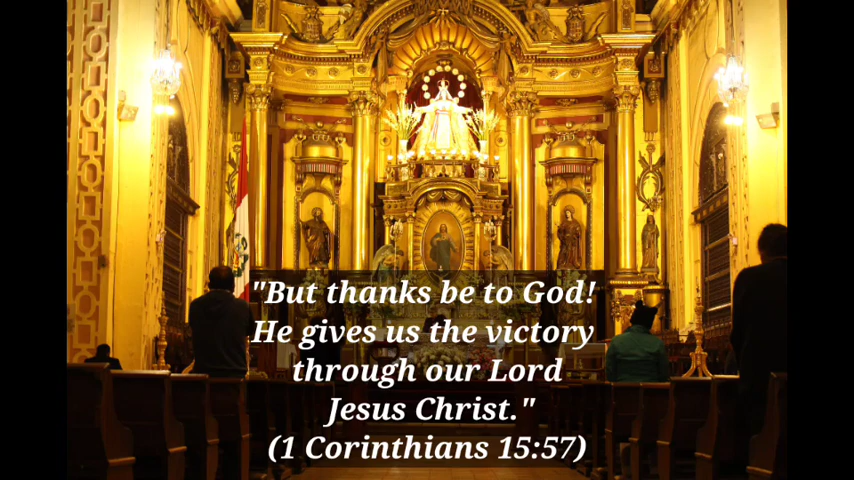 "But thanks be to God!
He gives us the victory
through our Lord
Jesus Christ."
(1 Corinthians 15:57)